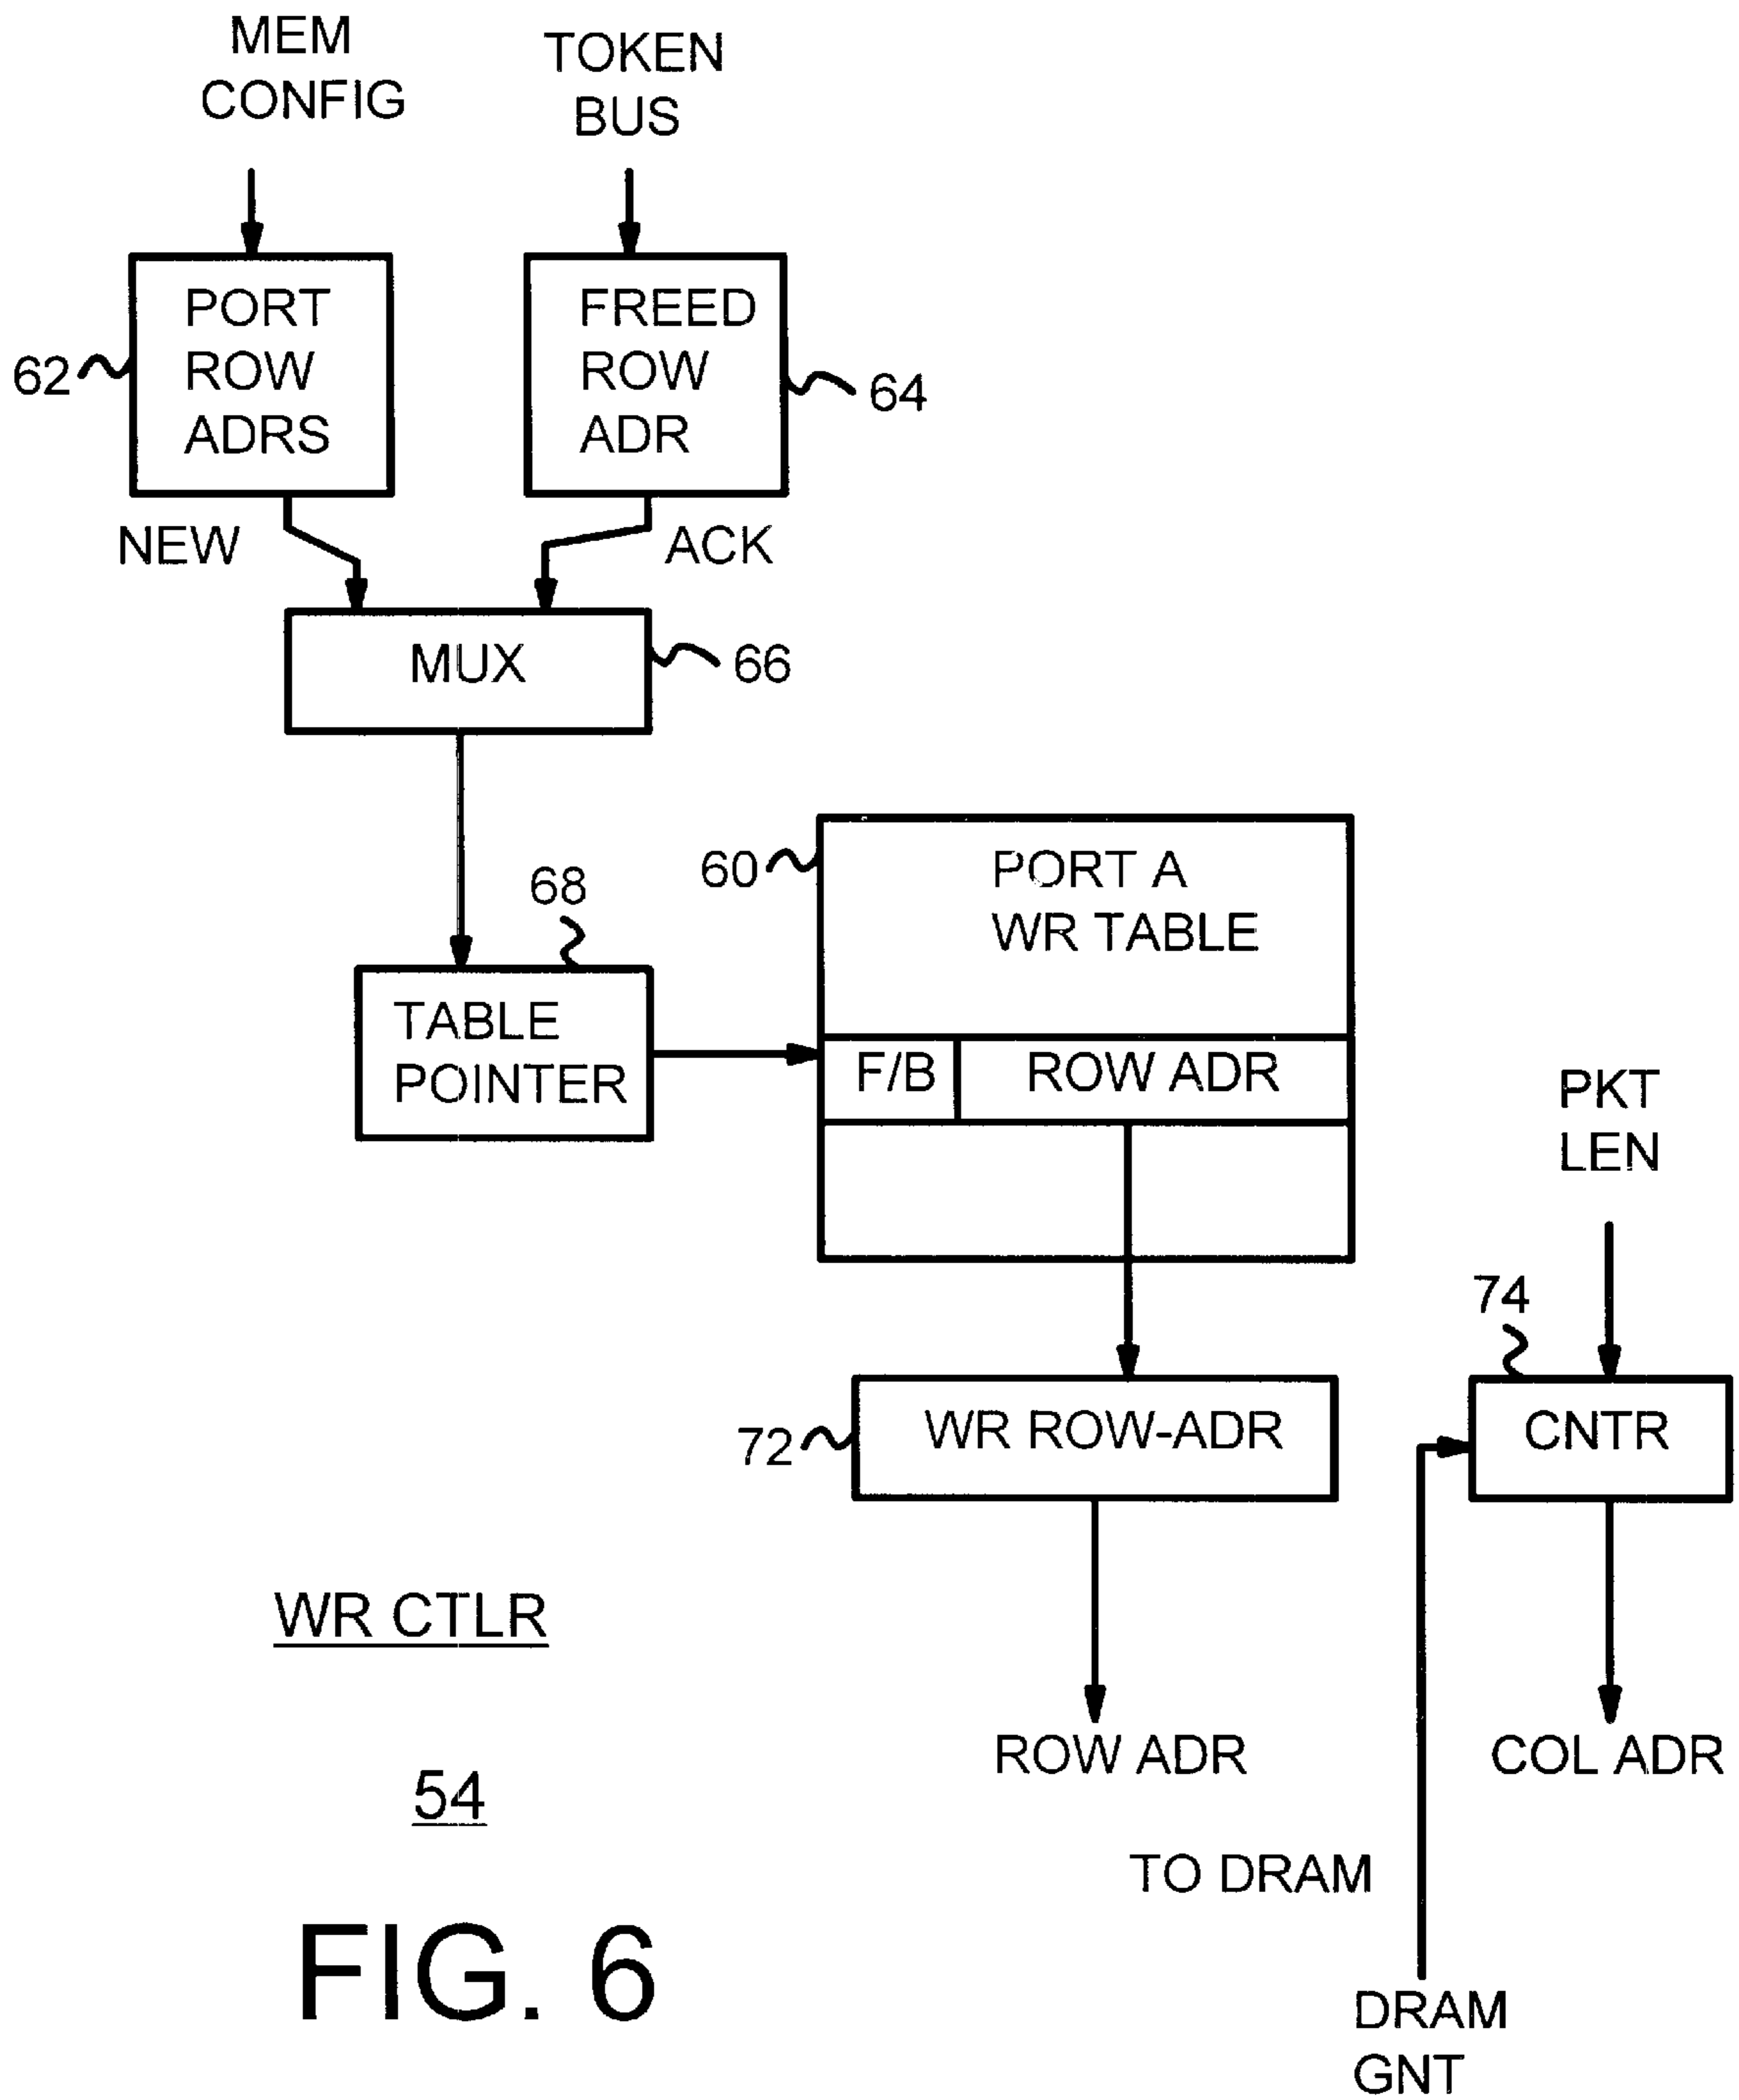 MEM
CONFIG
TOKEN
BUS
PORT
ROW
ADRS
62
FREED
ROW
ADR
64
NEW
ACK
MUX
66
68
TABLE
POINTER
60
PORT A
WR TABLE
F/B
ROW ADR
PKT
LEN
74
72
WR ROW-ADR
CNTR
WR CTLR
54
ROW ADR
COL ADR
TO DRAM
DRAM
GNT
FIG. 6